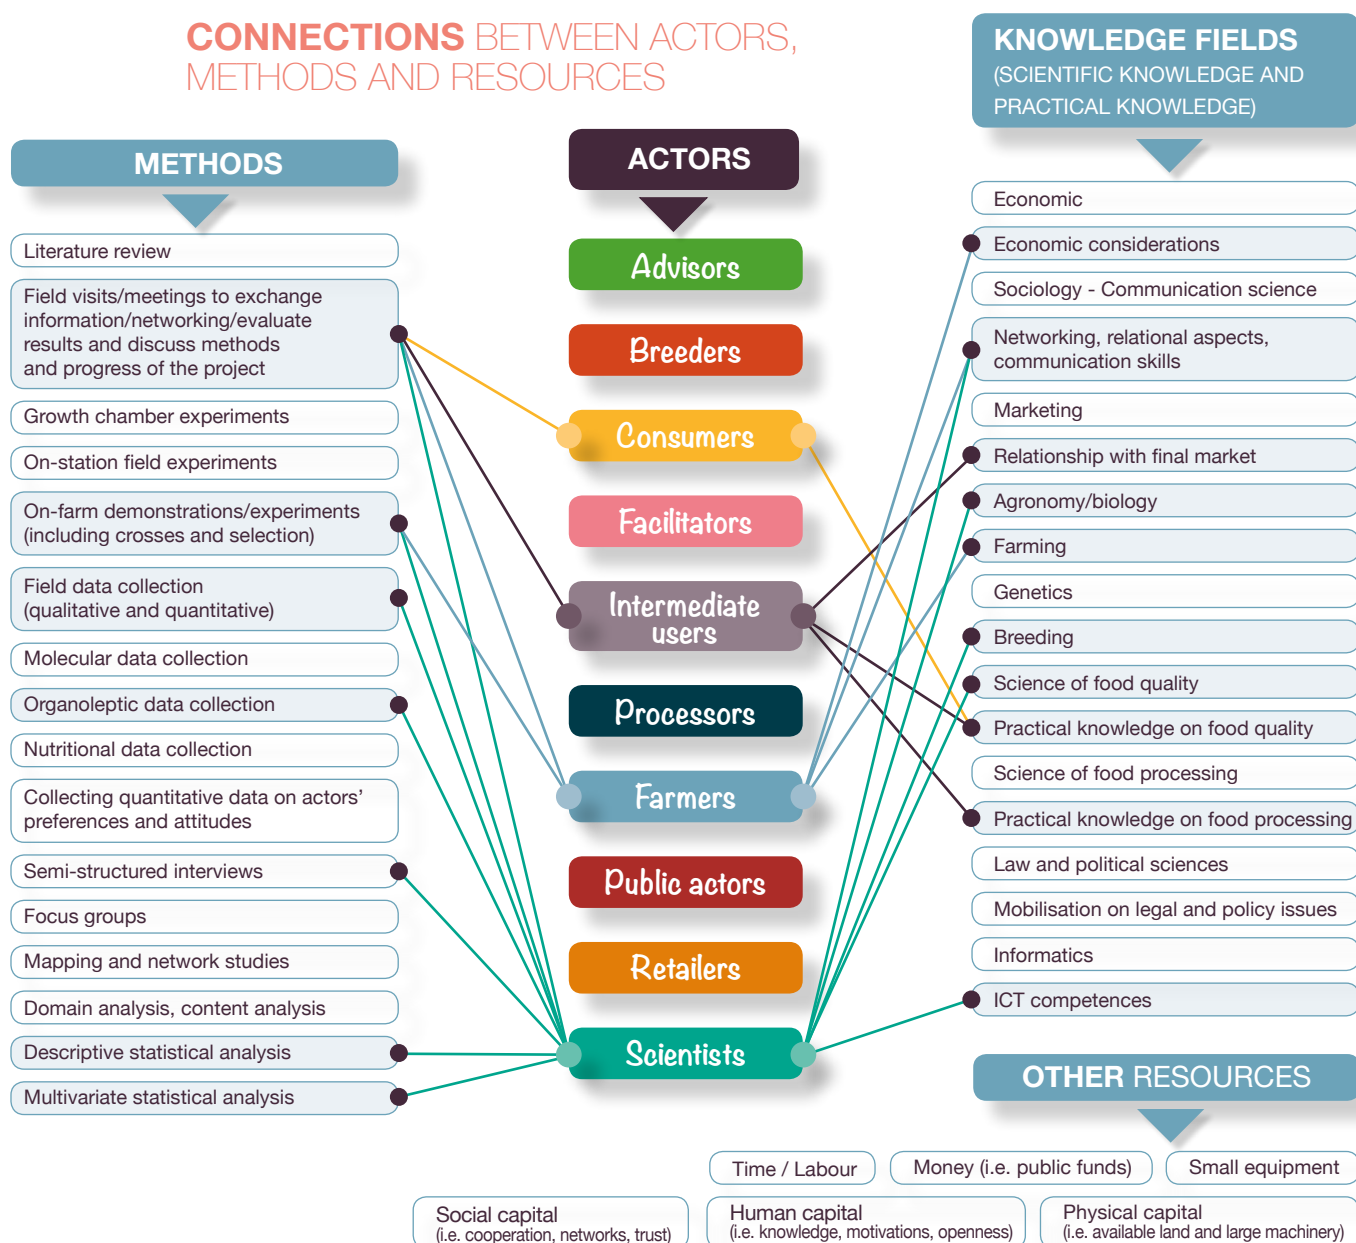 CONNECTIONS BETWEEN ACTORS,
METHODS AND RESOURCES
METHODS
Literature review
Field visits/meetings to exchange
information/networking/evaluate
results and discuss methods
and progress of the project
Growth chamber experiments
On-station field experiments
On-farm demonstrations/experiments
(including crosses and selection)
Field data collection
(qualitative and quantitative)
Molecular data collection
Organoleptic data collection
Nutritional data collection
Collecting quantitative data on actors’
preferences and attitudes
Semi-structured interviews
Focus groups
Mapping and network studies
Domain analysis, content analysis
Descriptive statistical analysis
Multivariate statistical analysis
ACTORS
Advisors
Breeders
Consumers
Facilitators
Intermediate
users
Processors
Farmers
Public actors
Retailers
Scientists
KNOWLEDGE FIELDS
(SCIENTIFIC KNOWLEDGE AND
PRACTICAL KNOWLEDGE)
Economic
Economic considerations
Sociology - Communication science
Networking, relational aspects,
communication skills
Marketing
Relationship with final market
Agronomy/biology
Farming
Genetics
Breeding
Science of food quality
Practical knowledge on food quality
Science of food processing
Practical knowledge on food processing
Law and political sciences
Mobilisation on legal and policy issues
Informatics
ICT competences
OTHER RESOURCES
Time / Labour
Money (i.e. public funds)
Small equipment
Social capital
(i.e. cooperation, networks, trust)
Human capital
(i.e. knowledge, motivations, openness)
Physical capital
(i.e. available land and large machinery)